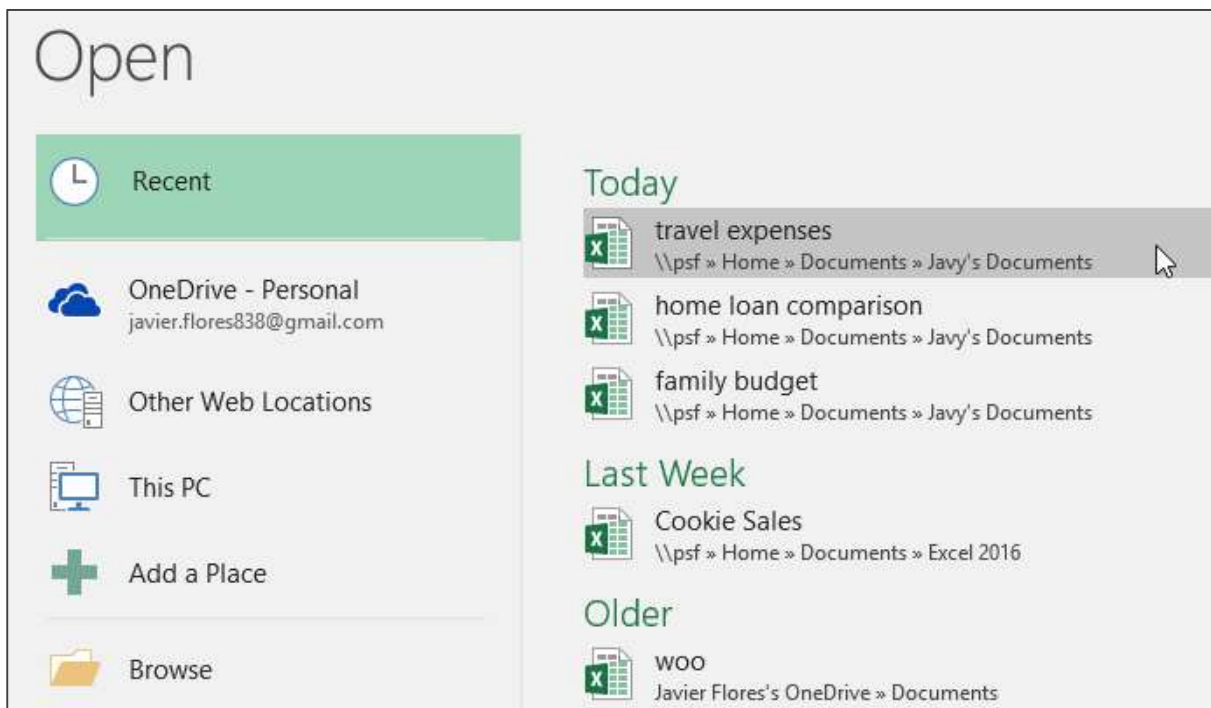 Open
Recent
OneDrive - Personal
javier.flores838@gmail.com
Other Web Locations
This PC
Add a Place
Browse
Today
travel expenses
\\psf » Home » Documents » Javy's Documents
home loan comparison
\\psf » Home » Documents » Javy's Documents
family budget
\\psf » Home » Documents » Javy's Documents
Last Week
Cookie Sales
\\psf » Home » Documents » Excel 2016
Older
woo
Javier Flores's OneDrive » Documents